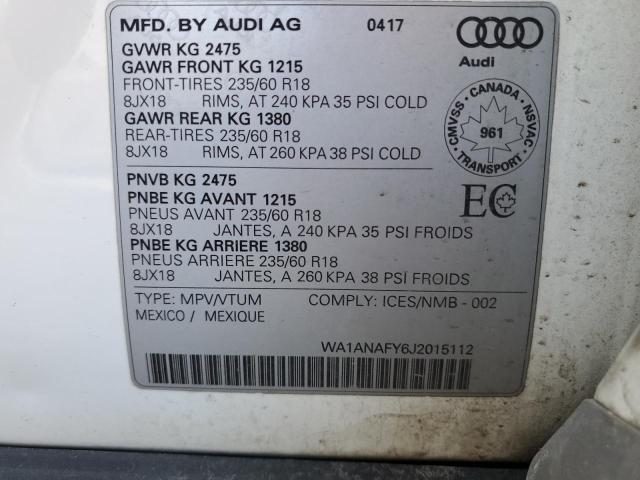 MFD. BY AUDI AG 0417
GVWR KG 2475
GAWR FRONT KG 1215
FRONT-TIRES 235/60 R18
8JX18 RIMS, AT 240 KPA 35 PSI COLD
GAWR REAR KG 1380
REAR-TIRES 235/60 R18
8JX18 RIMS, AT 260 KPA 38 PSI COLD
Audi
CMVSS - CANADA - NSVAC
961
TRANSPORT
PNVB KG 2475
PNBE KG AVANT 1215
PNEUS AVANT 235/60 R18
8JX18 JANTES, A 240 KPA 35 PSI FROIDS
PNBE KG ARRIERE 1380
PNEUS ARRIERE 235/60 R18
8JX18 JANTES, A 260 KPA 38 PSI FROIDS
EC
TYPE: MPV/VTUM COMPLY: ICES/NMB - 002
MEXICO / MEXIQUE
WA1ANAFY6J2015112